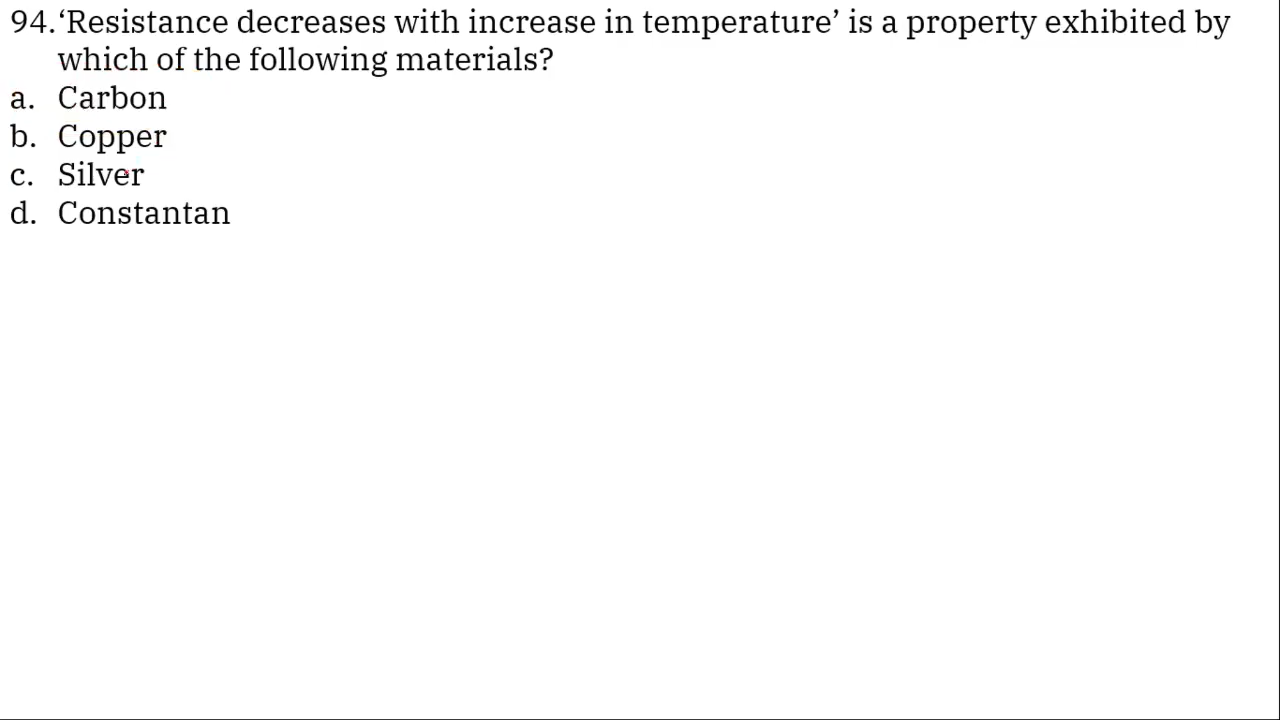 94.‘Resistance decreases with increase in temperature’ is a property exhibited by
which of the following materials?
a. Carbon
b. Copper
c. Silver
d. Constantan